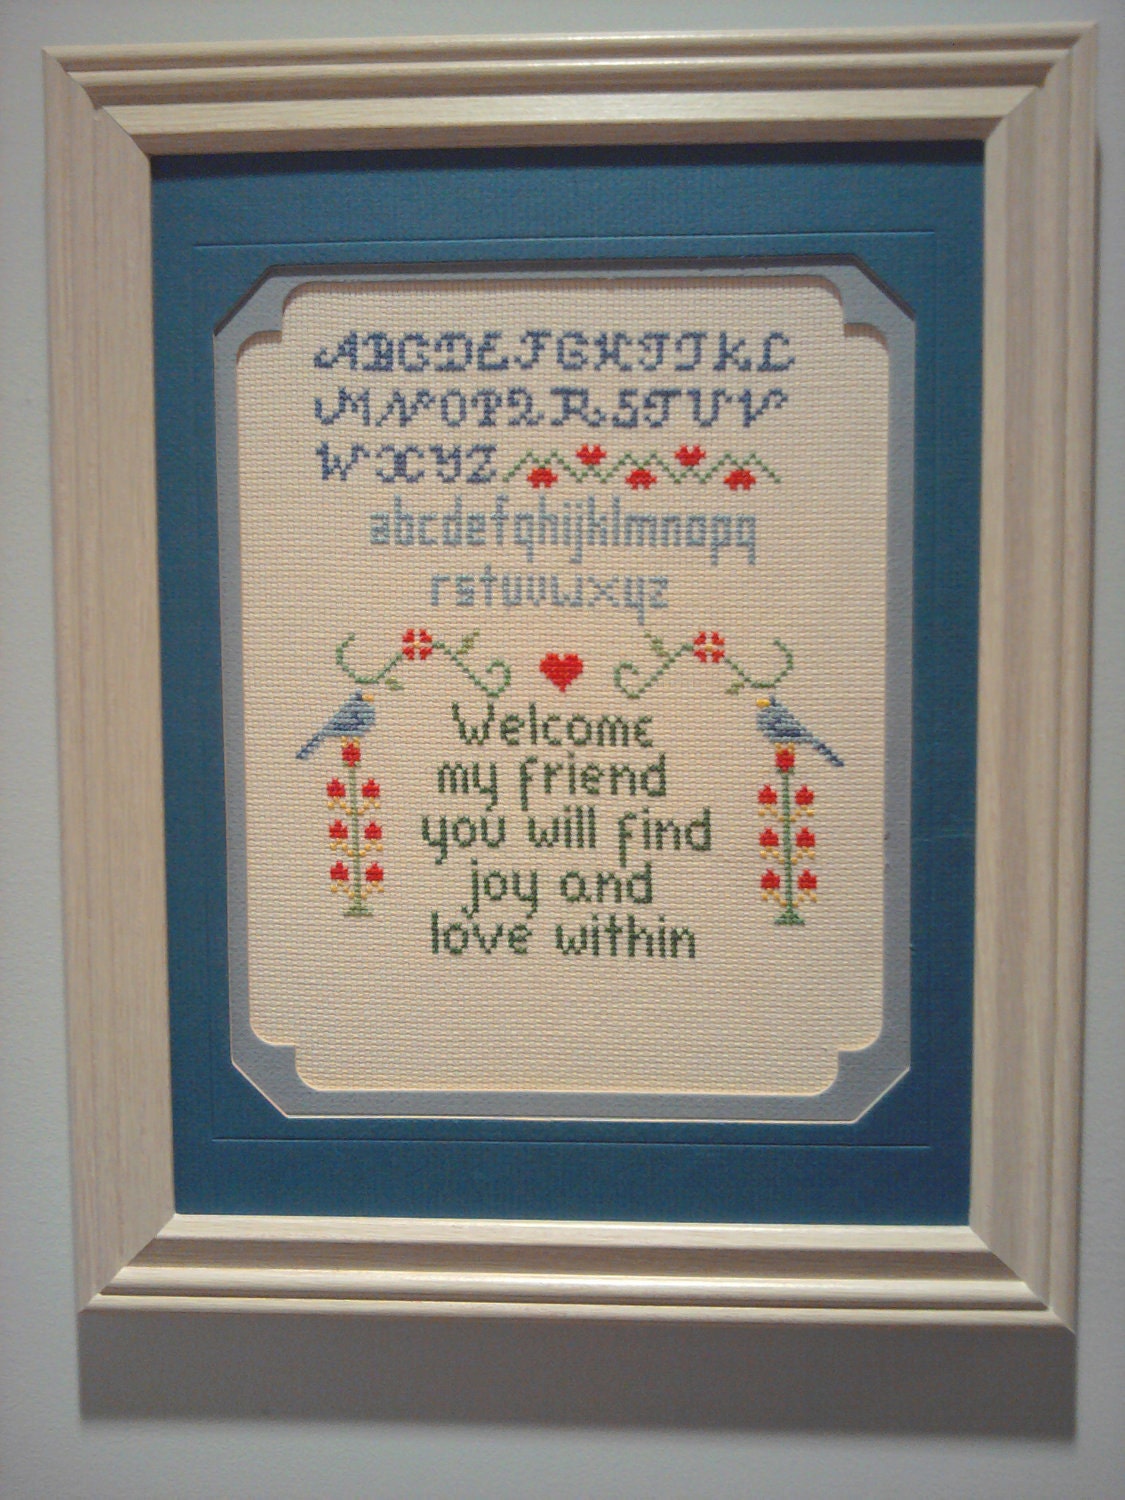 ABCDEFGHIJKL
MNOPQRSTUV
WXYZ
abcdefghijklmnopq
rstuvwxyz
Welcome
my friend
you will find
joy and
love within